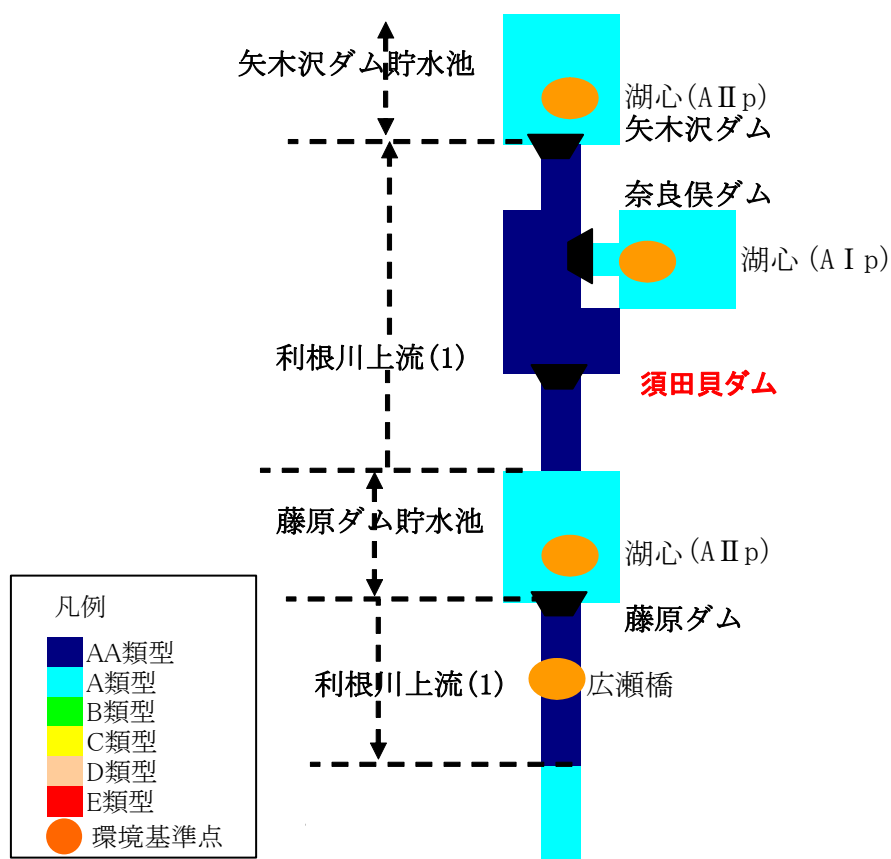 矢木沢ダム貯水池
湖心(AⅡp)
矢木沢ダム
奈良俣ダム
湖心(AⅠp)
利根川上流(1)
須田貝ダム
藤原ダム貯水池
湖心(AⅡp)
藤原ダム
利根川上流(1)
広瀬橋
凡例
AA類型
A類型
B類型
C類型
D類型
E類型
環境基準点